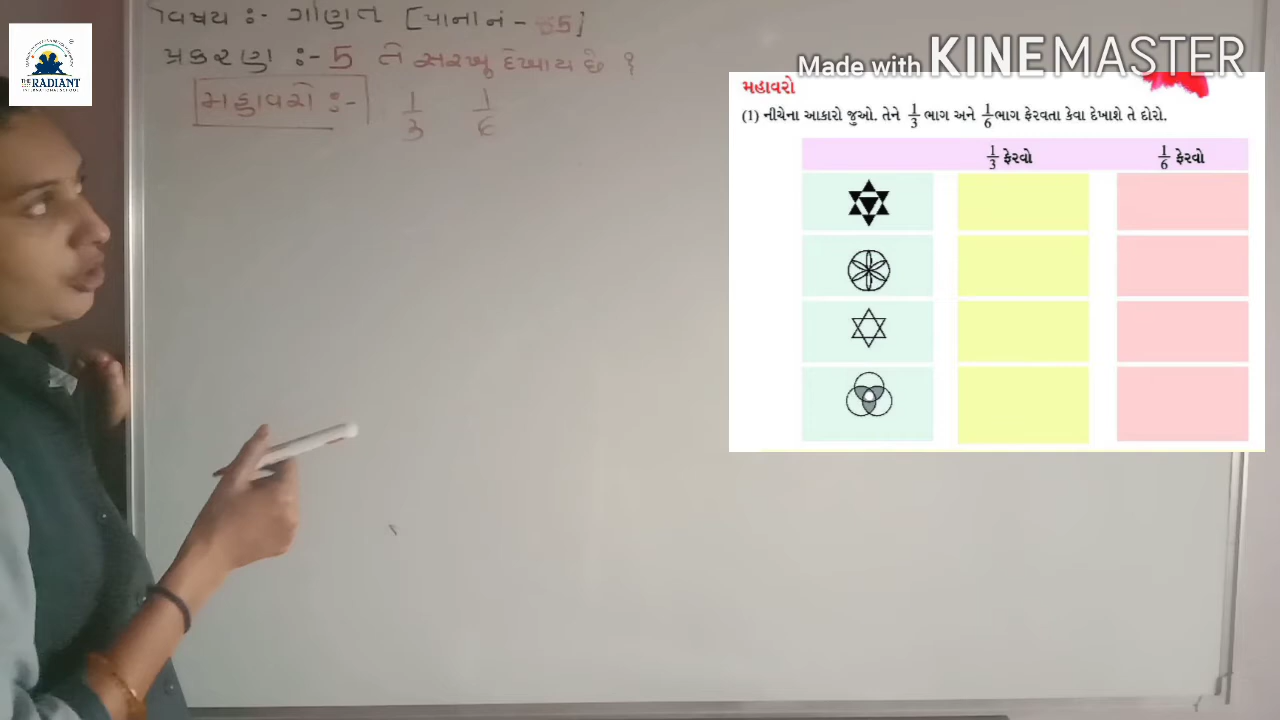 વિષય :- ગણિત [પાના નં - 65]
પ્રકરણ :- 5 તે સરખુ દેખાય છે ?
મહાવરો :- 1/3 1/6
THE RADIANT
Made with KINEMASTER
મહાવરો
(1) નીચેના આકારો જુઓ. તેને 1/3 ભાગ અને 1/6 ભાગ ફેરવતા કેવા દેખાશે તે દોરો.
1/3 ફેરવો 1/6 ફેરવો